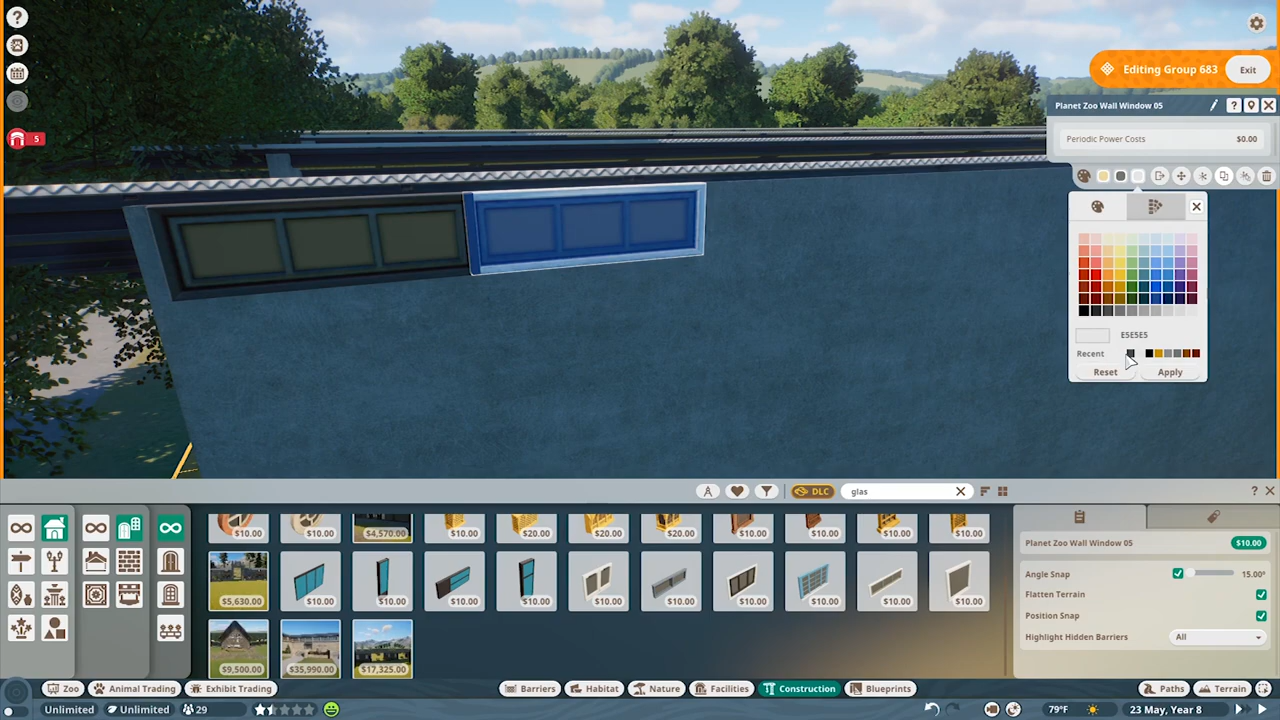 ?
Editing Group 683
Exit
5
Planet Zoo Wall Window 05
?
Periodic Power Costs
$0.00
E5E5E5
Recent
Reset
Apply
DLC
glas
?
$10.00
$10.00
$4,570.00
$10.00
$20.00
$20.00
$20.00
$10.00
$10.00
$10.00
$10.00
$5,630.00
$10.00
$10.00
$10.00
$10.00
$10.00
$10.00
$10.00
$10.00
$10.00
$10.00
$9,500.00
$35,990.00
$17,325.00
Planet Zoo Wall Window 05
$10.00
Angle Snap
15.00°
Flatten Terrain
Position Snap
Highlight Hidden Barriers
All
Zoo
Animal Trading
Exhibit Trading
Barriers
Habitat
Nature
Facilities
Construction
Blueprints
Paths
Terrain
Unlimited
Unlimited
29
79°F
23 May, Year 8